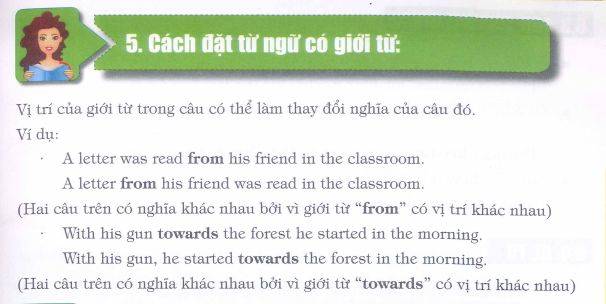 5. Cách đặt từ ngữ có giới từ:
Vị trí của giới từ trong câu có thể làm thay đổi nghĩa của câu đó.
Ví dụ:
· A letter was read from his friend in the classroom.
A letter from his friend was read in the classroom.
(Hai câu trên có nghĩa khác nhau bởi vì giới từ “from” có vị trí khác nhau)
· With his gun towards the forest he started in the morning.
With his gun, he started towards the forest in the morning.
(Hai câu trên có nghĩa khác nhau bởi vì giới từ “towards” có vị trí khác nhau)